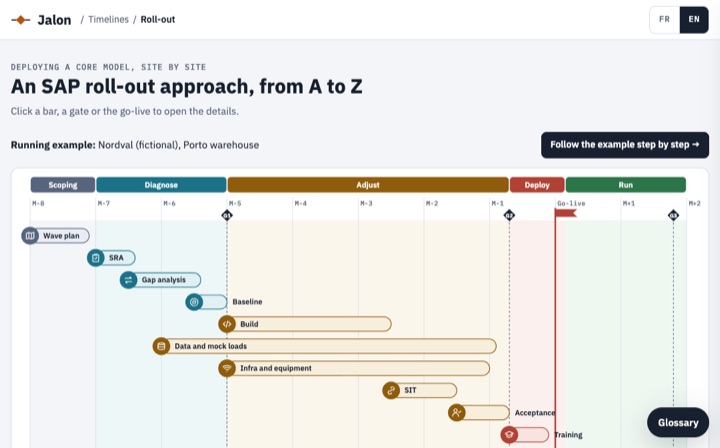 Jalon / Timelines / Roll-out
FR EN
DEPLOYING A CORE MODEL, SITE BY SITE
An SAP roll-out approach, from A to Z
Click a bar, a gate or the go-live to open the details.
Running example: Nordval (fictional), Porto warehouse
Follow the example step by step →
Scoping Diagnose Adjust Deploy Run
M-8 M-7 M-6 M-5 M-4 M-3 M-2 M-1 Go-live M+1 M+2
G1 G2 G3
Wave plan
SRA
Gap analysis
Baseline
Build
Data and mock loads
Infra and equipment
SIT
Acceptance
Training
Glossary